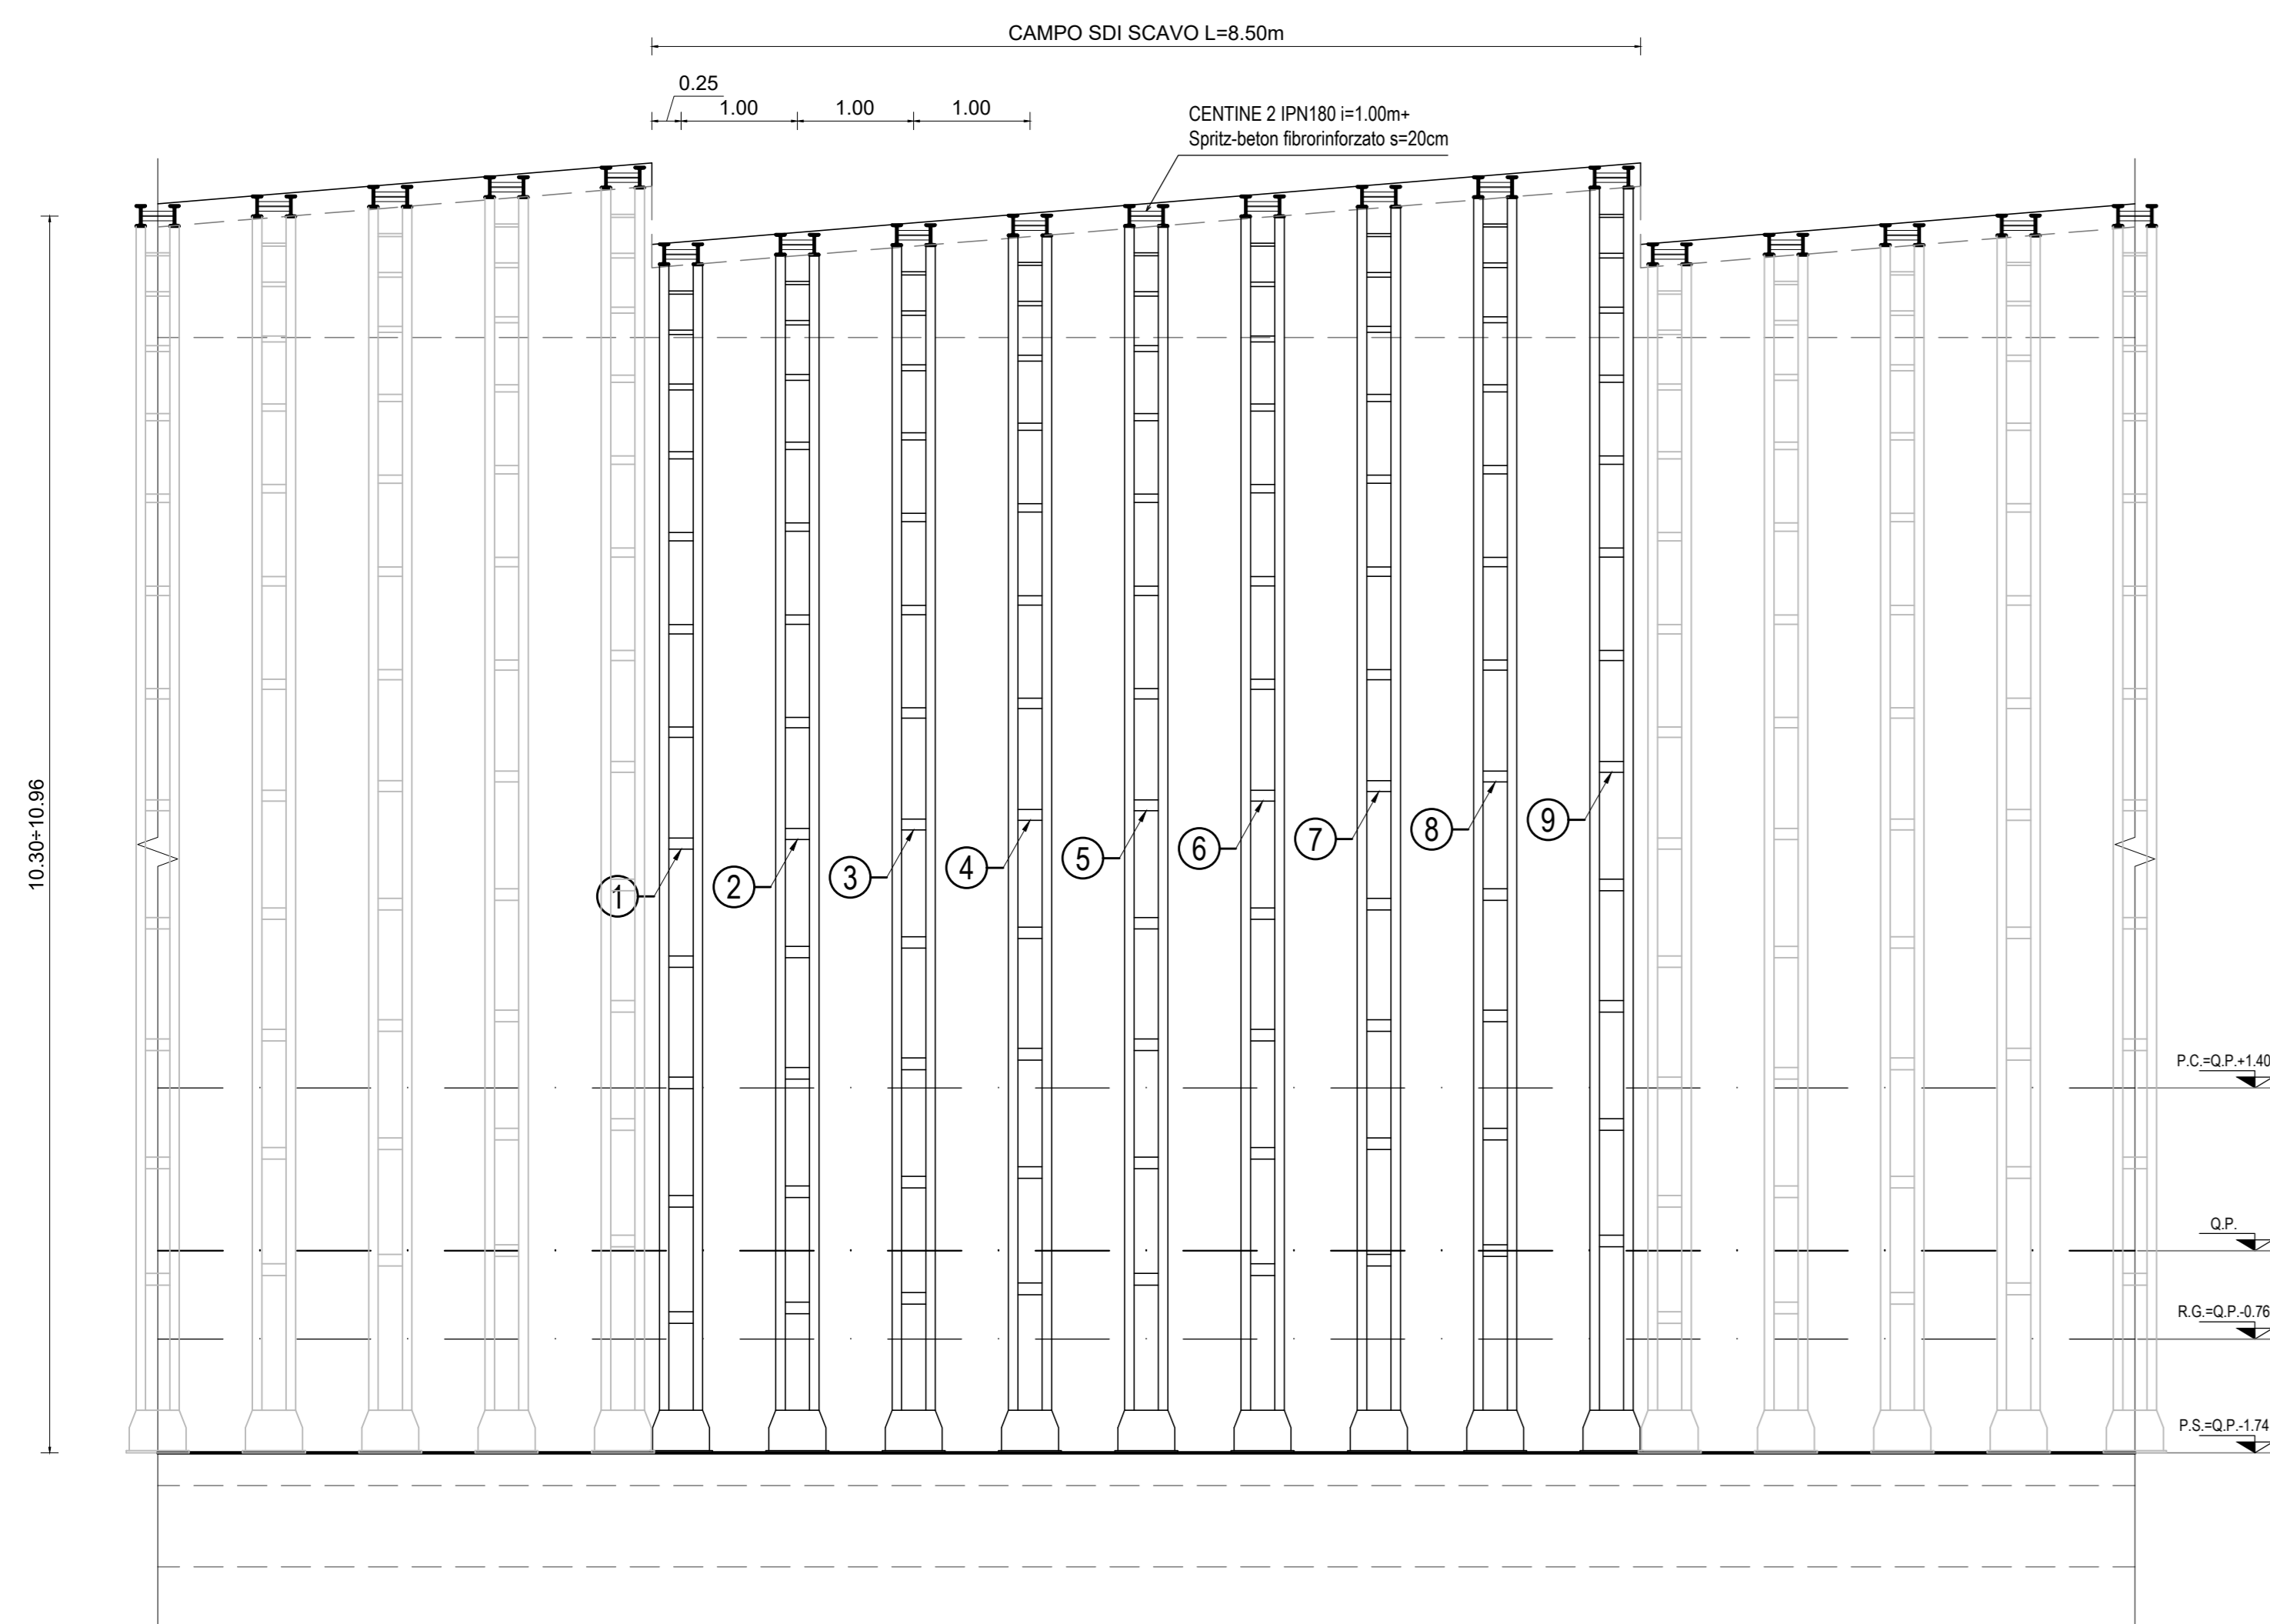 CAMPO SDI SCAVO L=8.50m
0.25
1.00
1.00
1.00
CENTINE 2 IPN180 i=1.00m+
Spritz-beton fibrorinforzato s=20cm
10.30÷10.96
1
2
3
4
5
6
7
8
9
P.C.=Q.P.+1.40
Q.P.
R.G.=Q.P.-0.76
P.S.=Q.P.-1.74